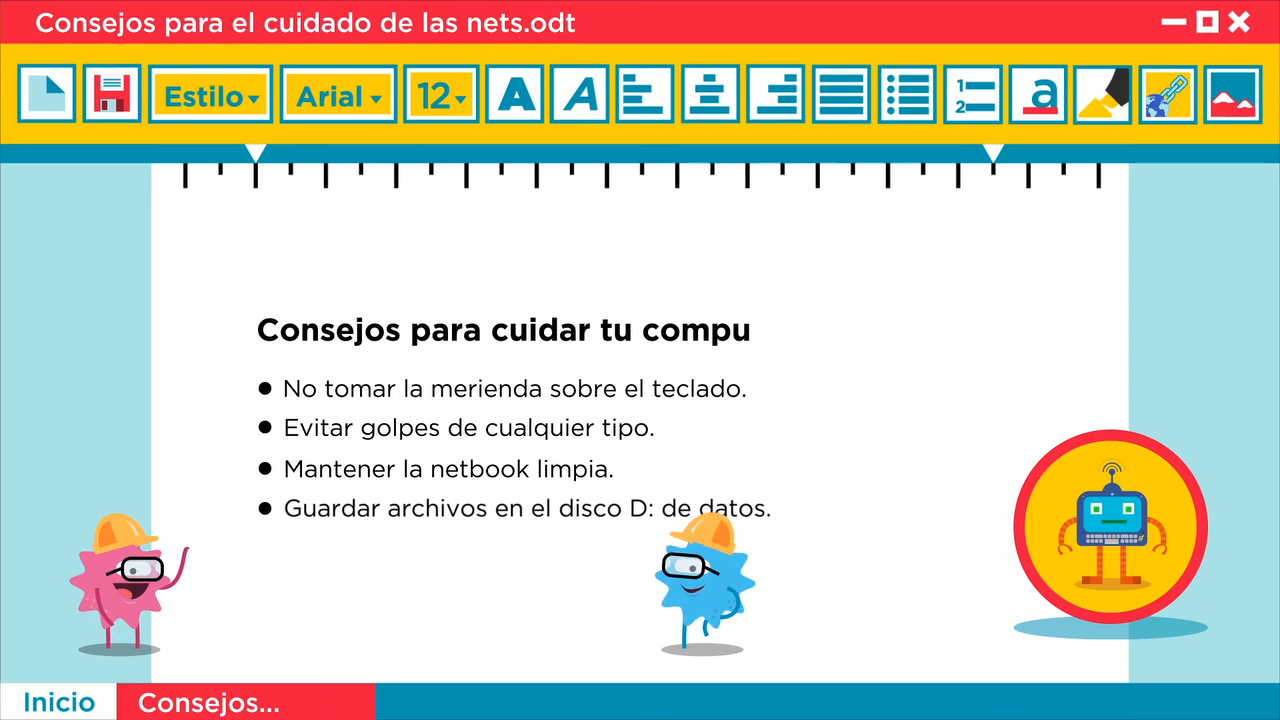 Consejos para el cuidado de las nets.odt
Estilo Arial 12 A A 1 2 a
Consejos para cuidar tu compu
● No tomar la merienda sobre el teclado.
● Evitar golpes de cualquier tipo.
● Mantener la netbook limpia.
● Guardar archivos en el disco D: de datos.
Inicio Consejos...